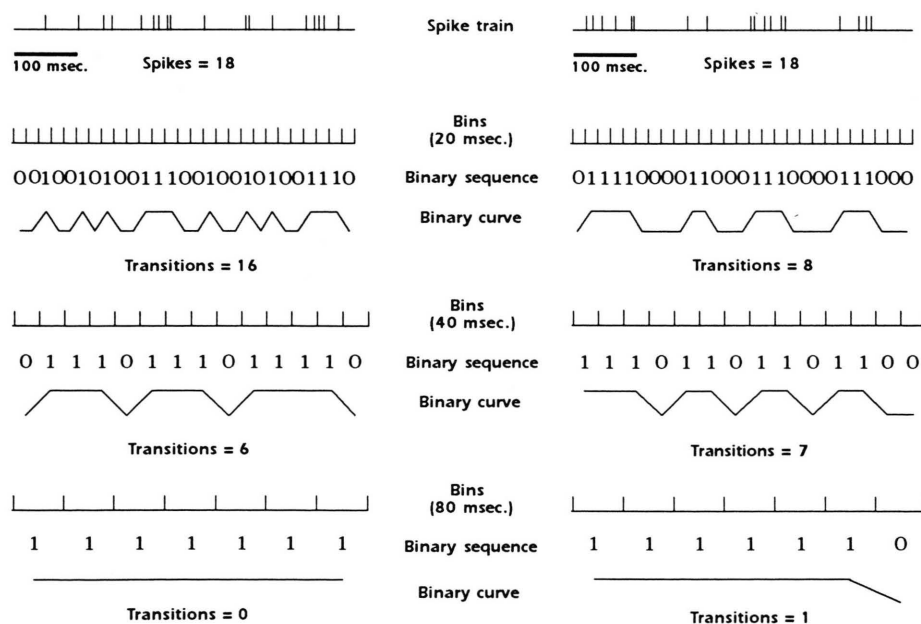 Spike train
100 msec.
Spikes = 18
100 msec.
Spikes = 18
Bins
(20 msec.)
001001010011100100101001110
Binary sequence
011110000110001110000111000
Binary curve
Transitions = 16
Transitions = 8
Bins
(40 msec.)
0 1 1 1 0 1 1 1 0 1 1 1 1 0
Binary sequence
1 1 1 0 1 1 0 1 1 0 1 1 0 0
Binary curve
Transitions = 6
Transitions = 7
Bins
(80 msec.)
1 1 1 1 1 1 1
Binary sequence
1 1 1 1 1 1 0
Binary curve
Transitions = 0
Transitions = 1